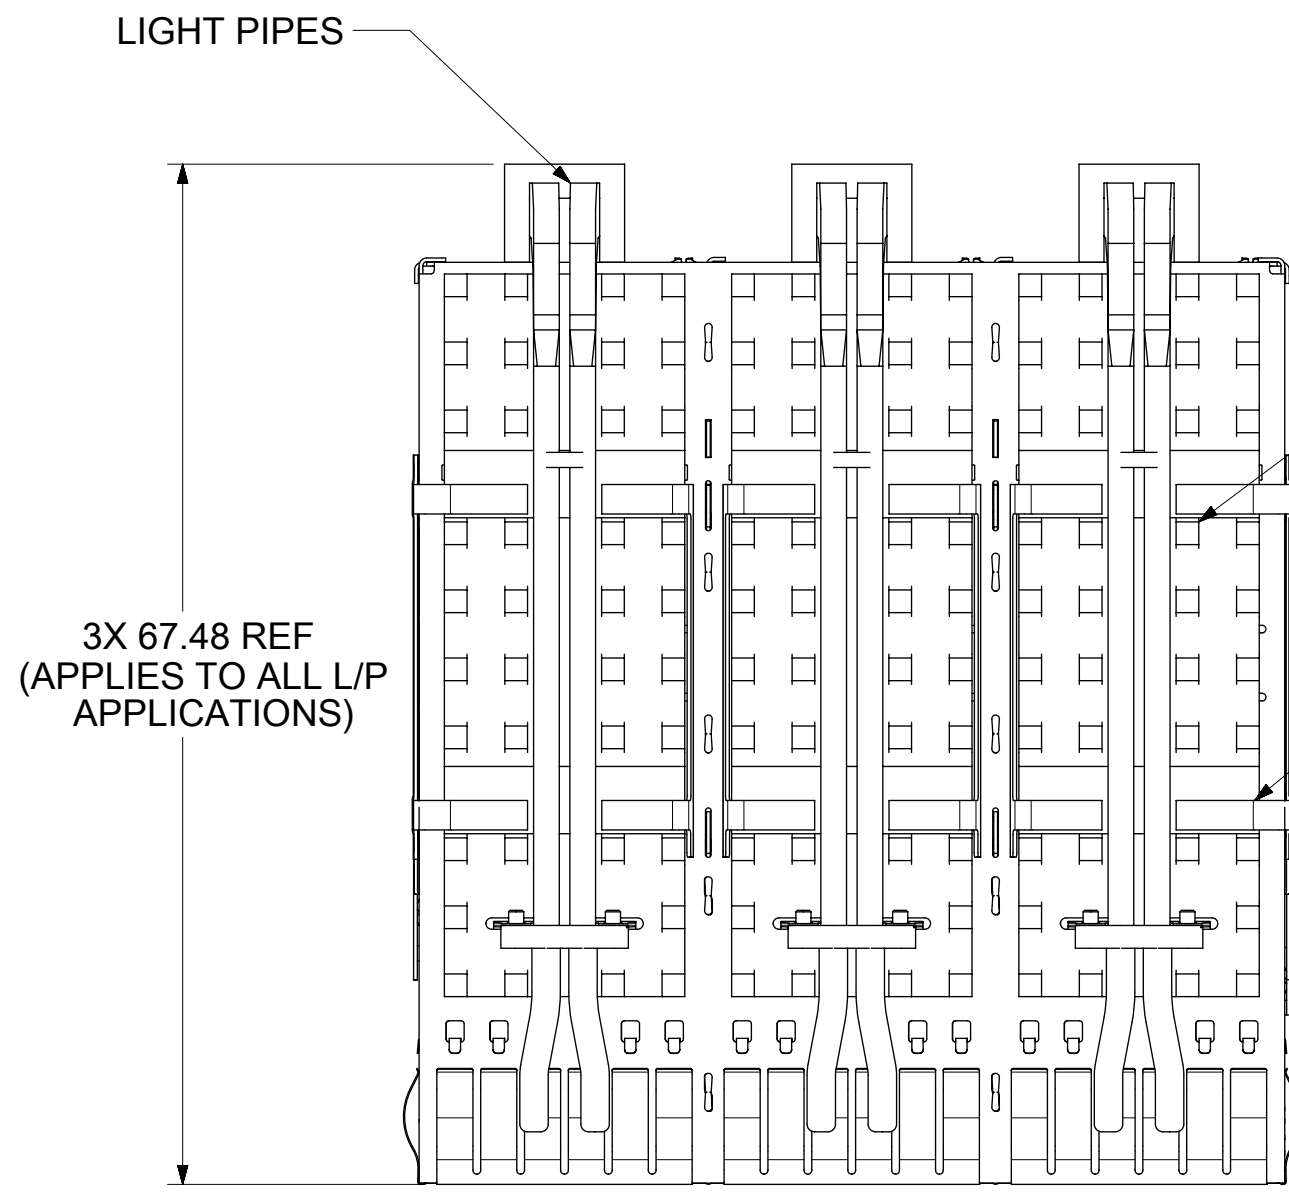 LIGHT PIPES
3X 67.48 REF
(APPLIES TO ALL L/P
APPLICATIONS)